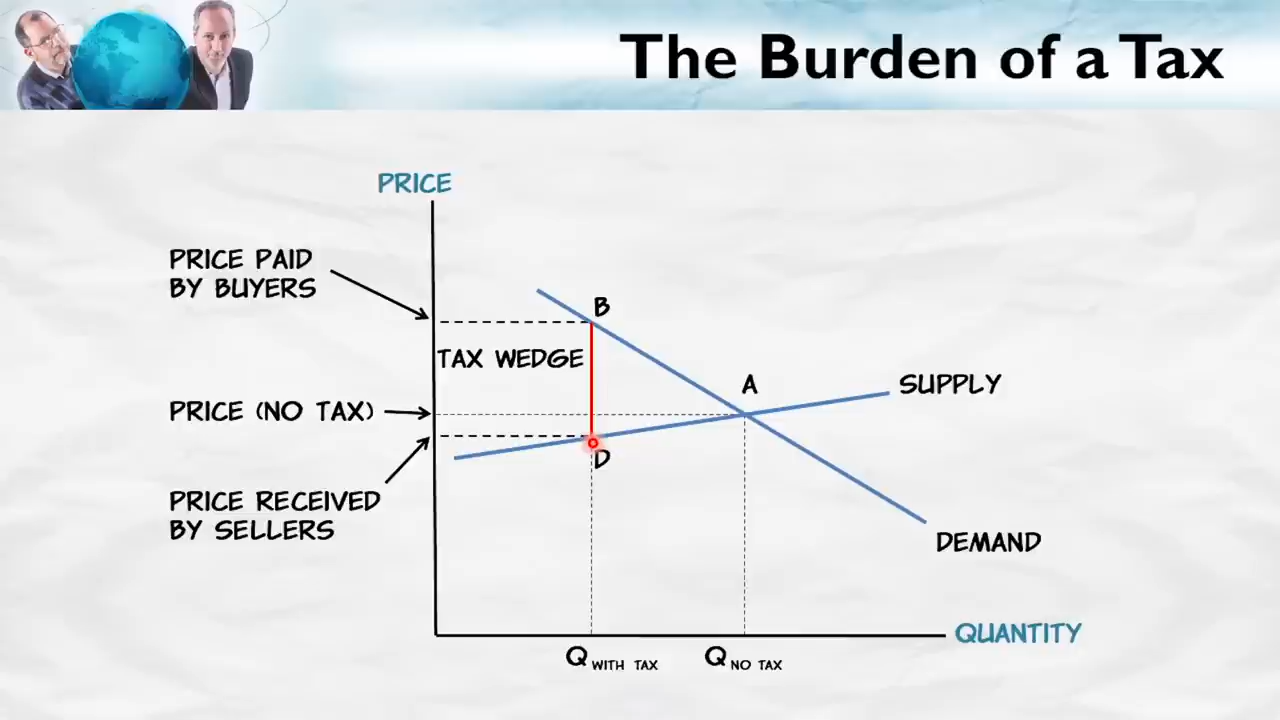 The Burden of a Tax
PRICE
PRICE PAID
BY BUYERS
B
TAX WEDGE
A
SUPPLY
PRICE (NO TAX)
D
PRICE RECEIVED
BY SELLERS
DEMAND
QUANTITY
Q WITH TAX
Q NO TAX